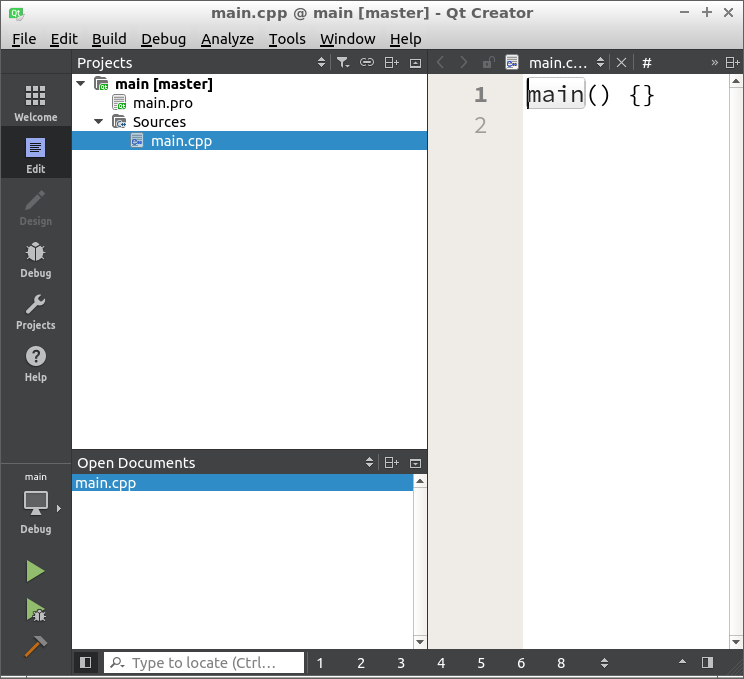 main.cpp @ main [master] - Qt Creator
File Edit Build Debug Analyze Tools Window Help
Projects
main.c... #
Welcome
Edit
Design
Debug
Projects
Help
main
Debug
main [master]
main.pro
Sources
main.cpp
Open Documents
main.cpp
1 main() {}
2
Type to locate (Ctrl... 1 2 3 4 5 6 8